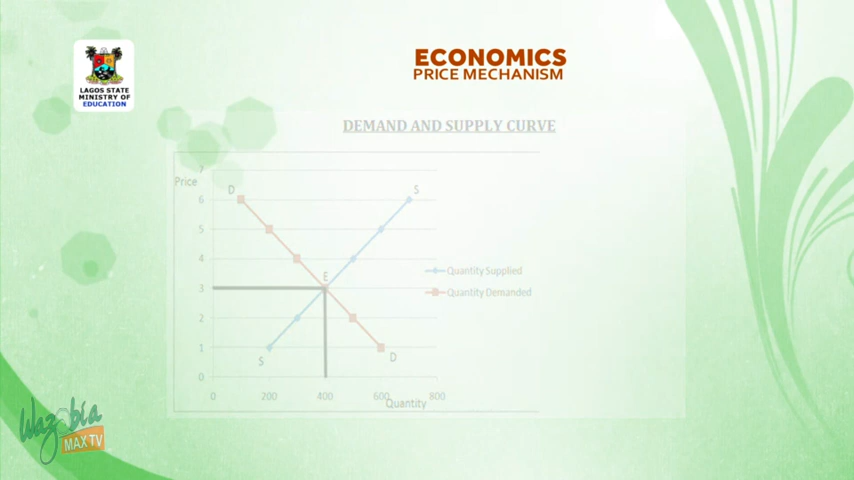 ECONOMICS
PRICE MECHANISM
LAGOS STATE
MINISTRY OF
EDUCATION
DEMAND AND SUPPLY CURVE
7
Price
D
S
6
5
4
E
Quantity Supplied
3
Quantity Demanded
2
1
S
D
0
0 200 400 600 800
Quantity
Wazobia
MAX TV